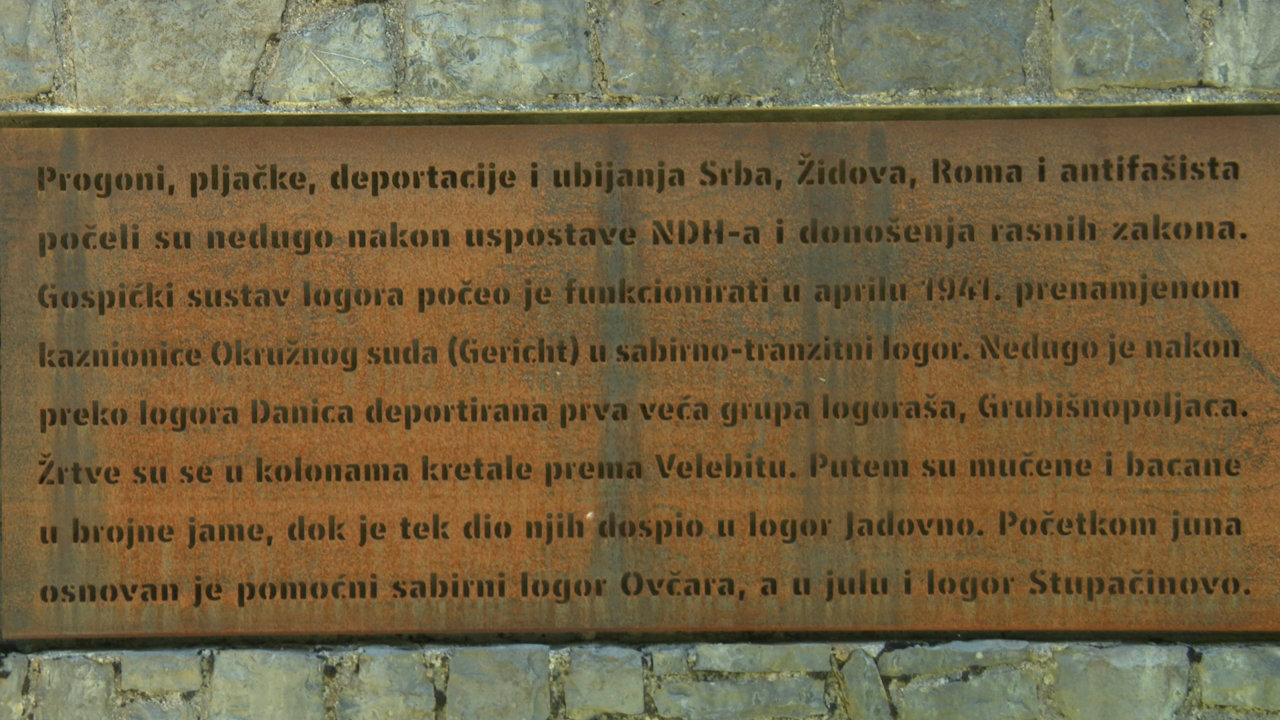 Progoni, pljačke, deportacije i ubijanja Srba, Židova, Roma i antifašista
počeli su nedugo nakon uspostave NDH-a i donošenja rasnih zakona.
Gospićki sustav logora počeo je funkcionirati u aprilu 1941. prenamjenom
kaznionice Okružnog suda (Gericht) u sabirno-tranzitni logor. Nedugo je nakon
preko logora Danica deportirana prva veća grupa logoraša, Grubišnopoljaca.
Žrtve su se u kolonama kretale prema Velebitu. Putem su mučene i bacane
u brojne jame, dok je tek dio njih dospio u logor Jadovno. Početkom juna
osnovan je pomoćni sabirni logor Ovčara, a u julu i logor Stupačinovo.